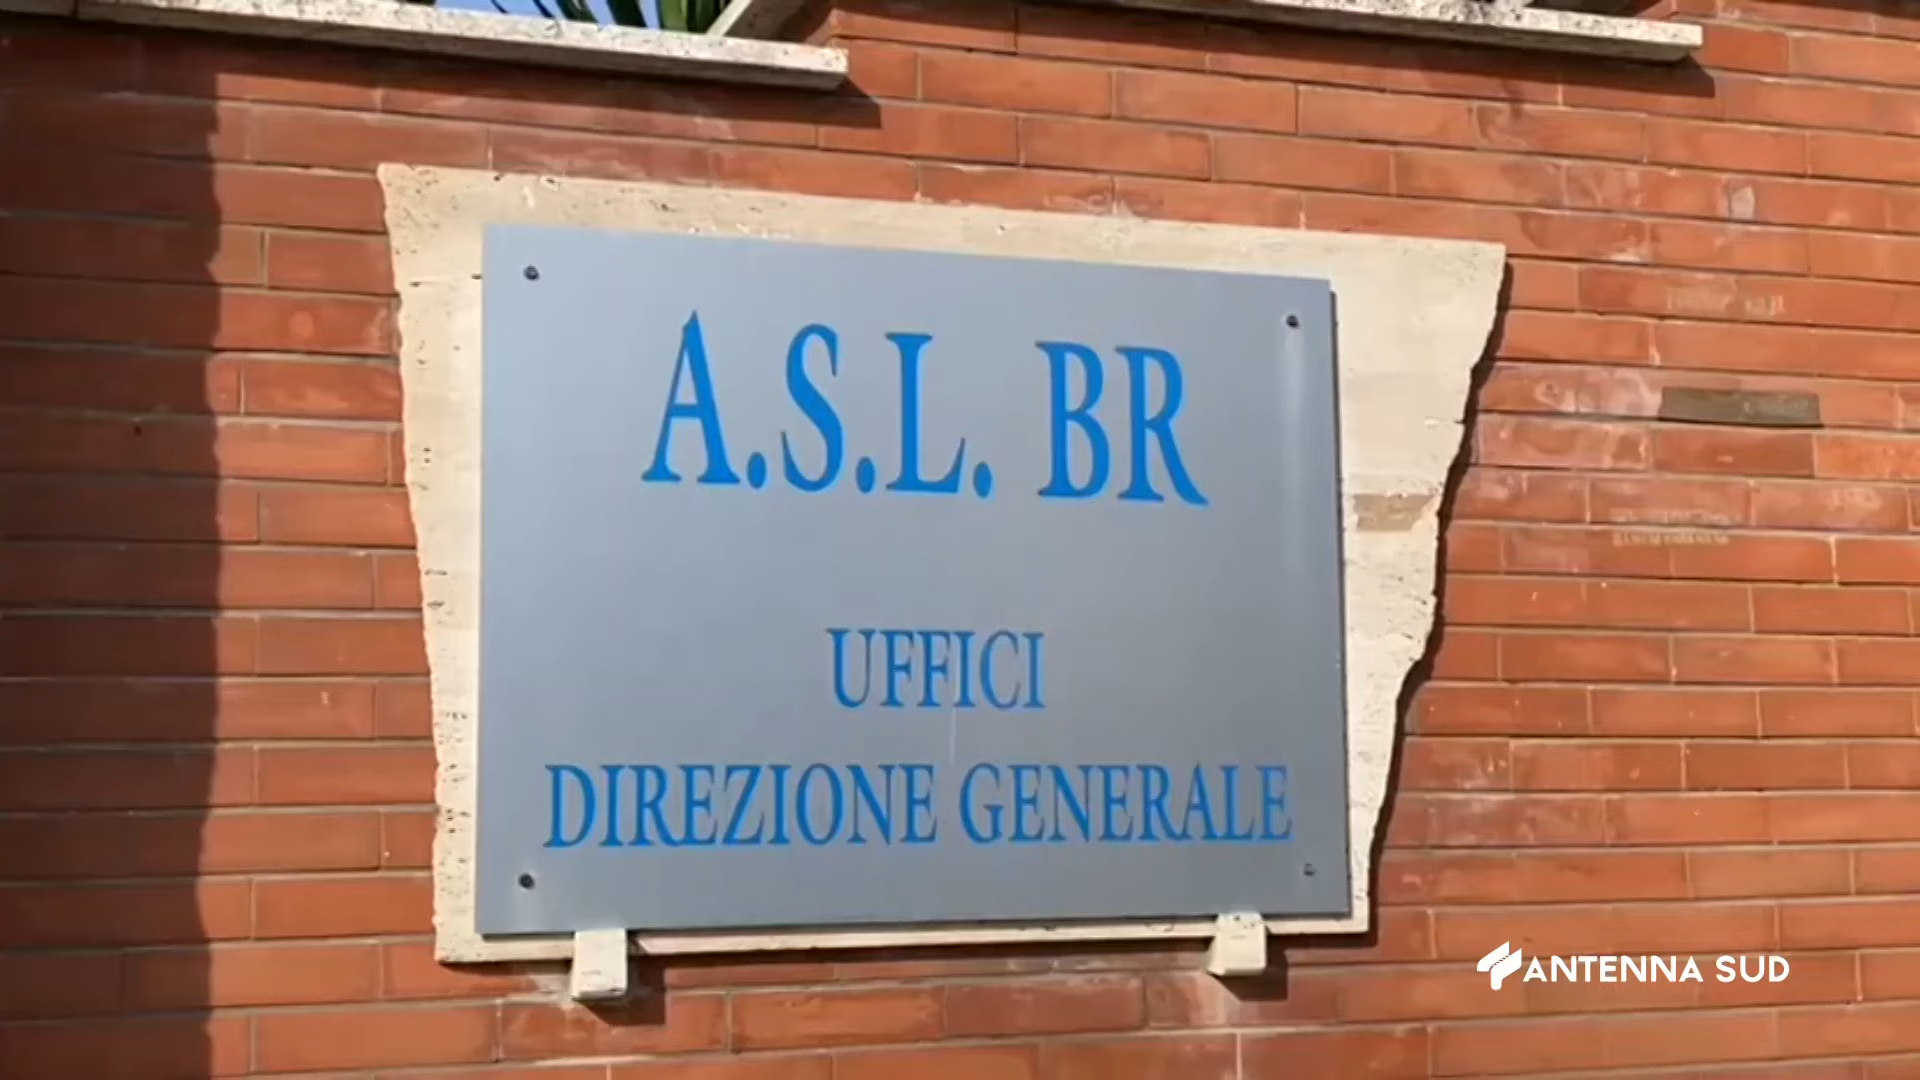 A.S.L. BR
UFFICI
DIREZIONE GENERALE
ANTENNA SUD